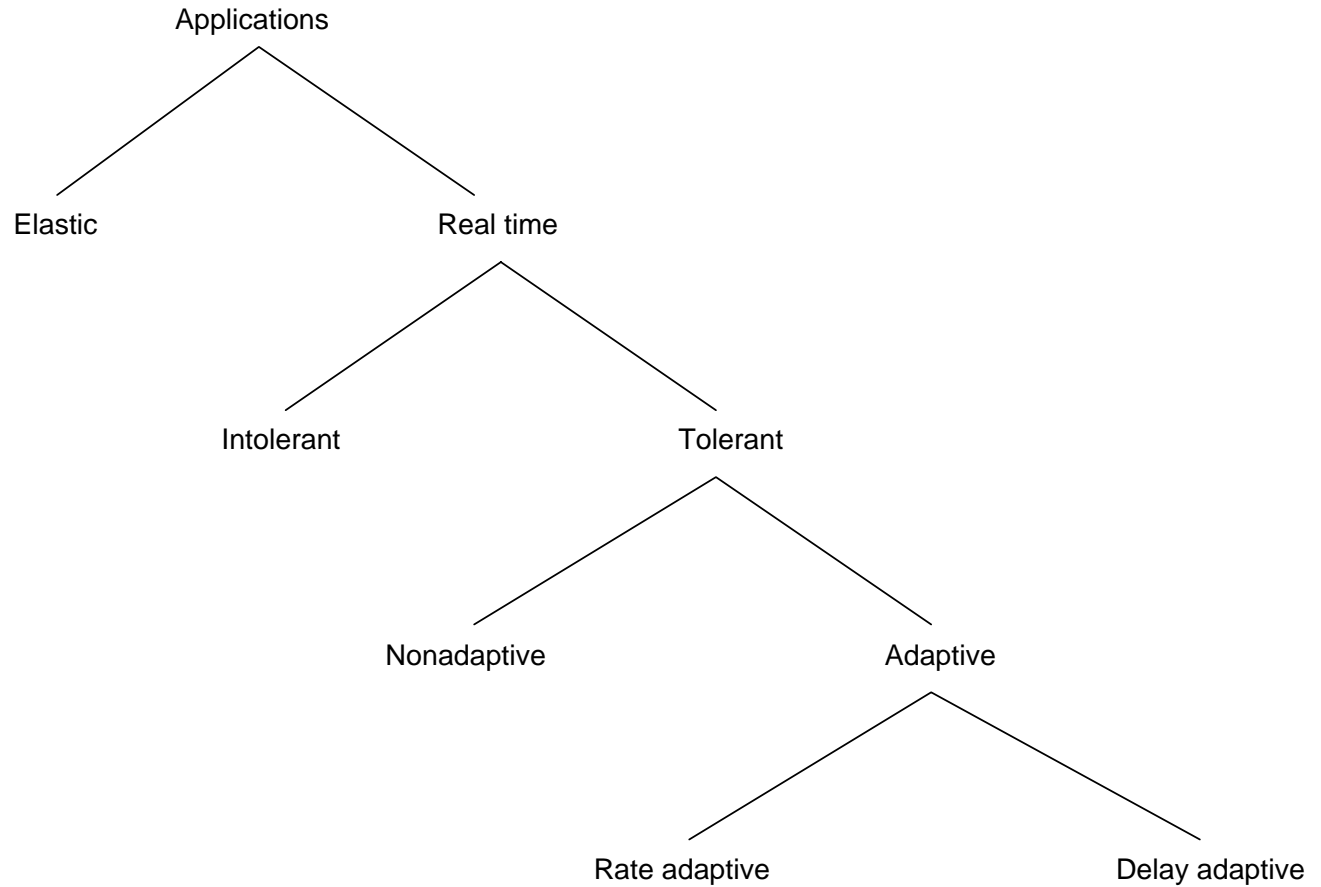 Applications
Elastic
Real time
Intolerant
Tolerant
Nonadaptive
Adaptive
Rate adaptive
Delay adaptive